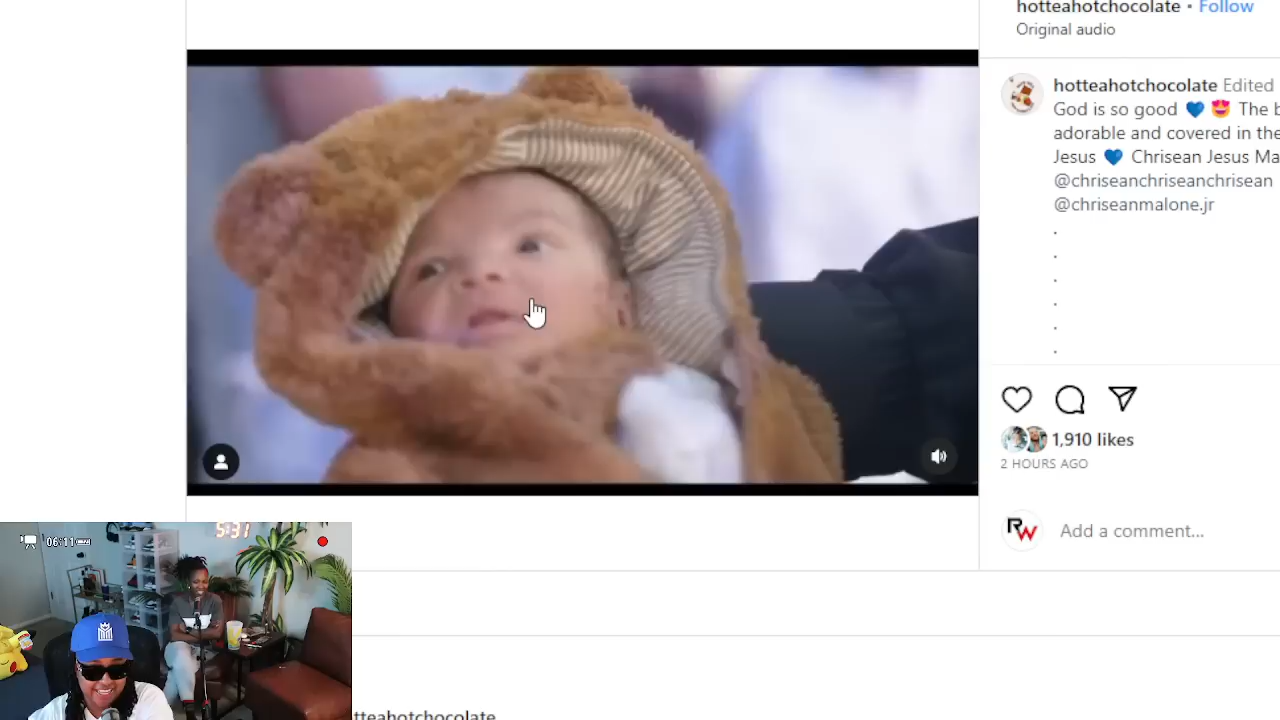 hotteahotchocolate • Follow
Original audio
hotteahotchocolate Edited
God is so good 💙 😍 The b
adorable and covered in the
Jesus 💙 Chrisean Jesus Ma
@chriseanchriseanchrisean
@chriseanmalone.jr
.
.
.
.
.
.
1,910 likes
2 HOURS AGO
RW
Add a comment...
5:31
06:11
tteahotchocolate